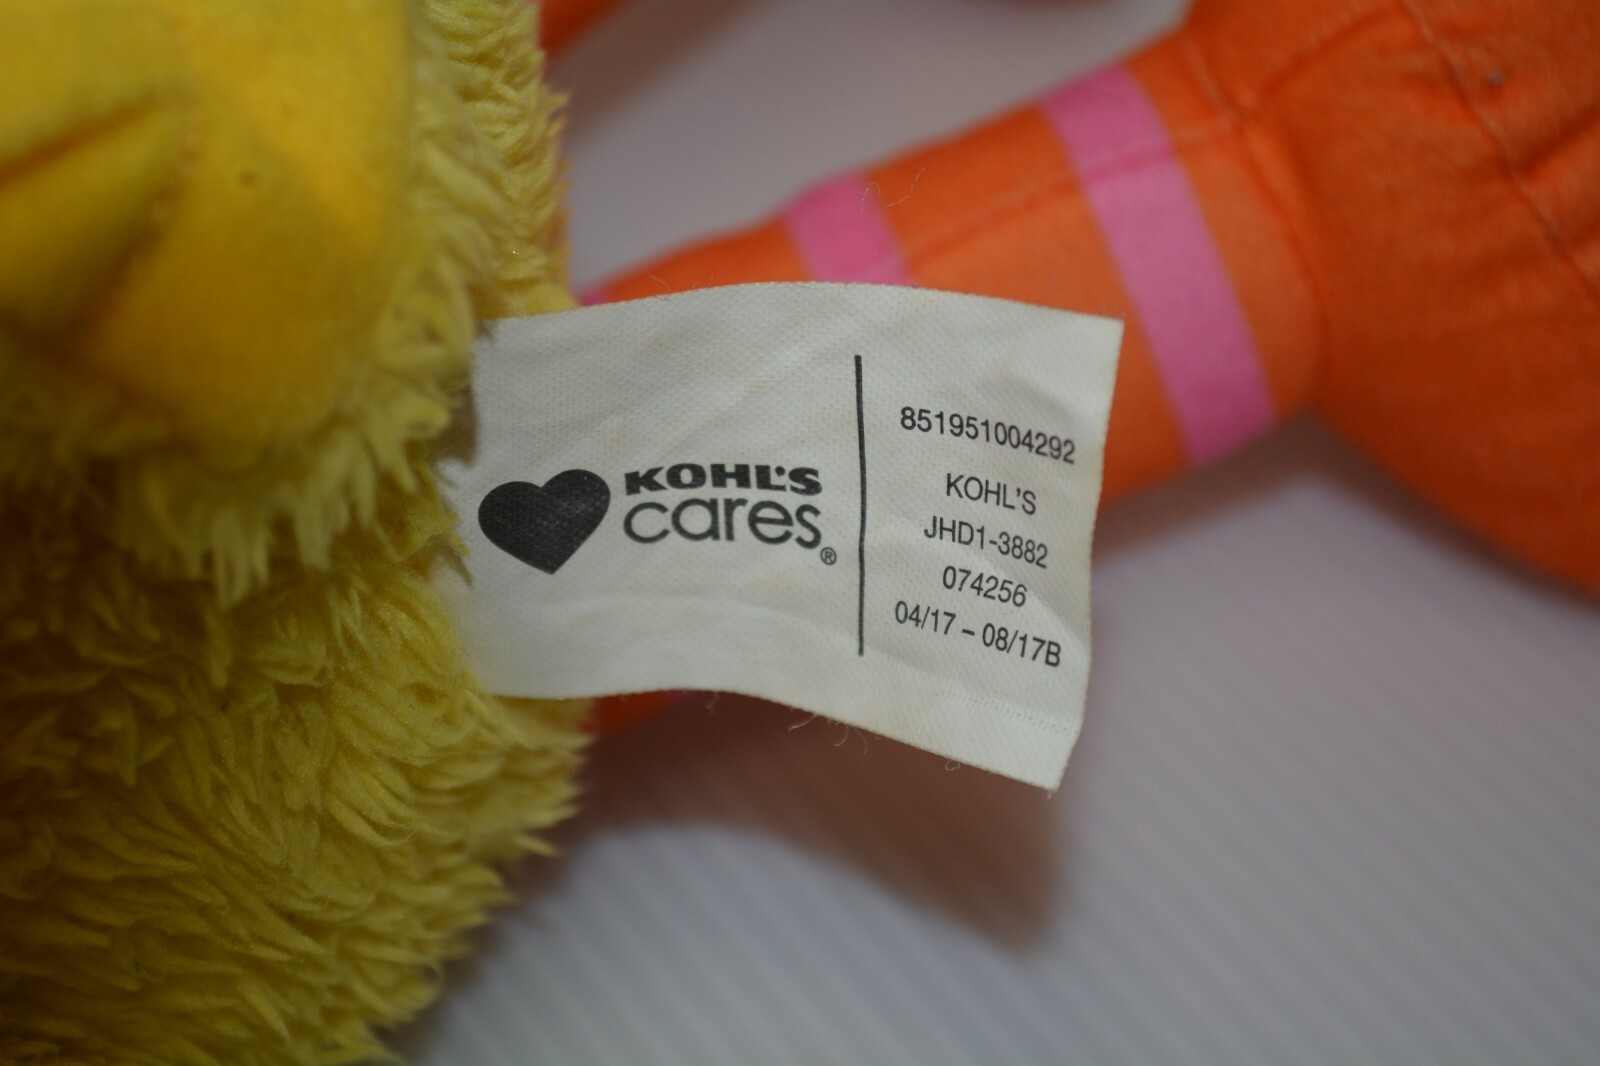 KOHL'S
cares®
851951004292
KOHL'S
JHD1-3882
074256
04/17 – 08/17B